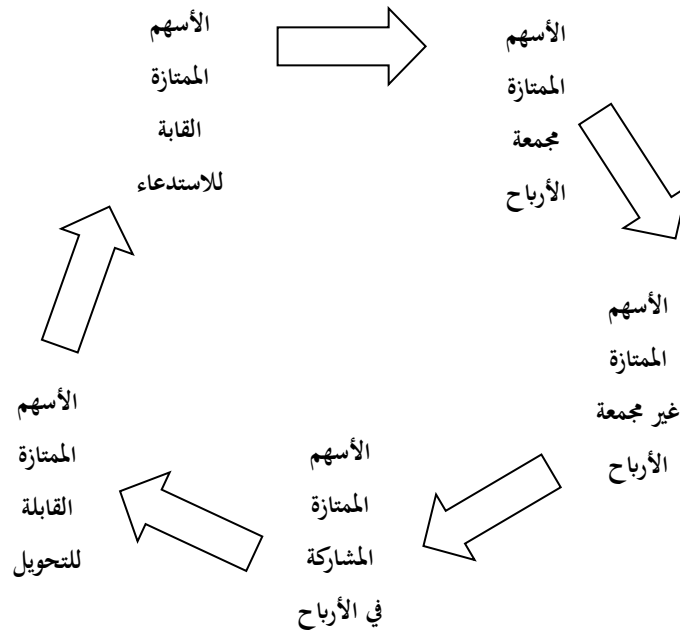 الأسهم
الممتازة
القابة
للاستدعاء
الأسهم
الممتازة
مجمعة
الأرباح
الأسهم
الممتازة
غير مجمعة
الأرباح
الأسهم
الممتازة
المشاركة
في الأرباح
الأسهم
الممتازة
القابلة
للتحويل